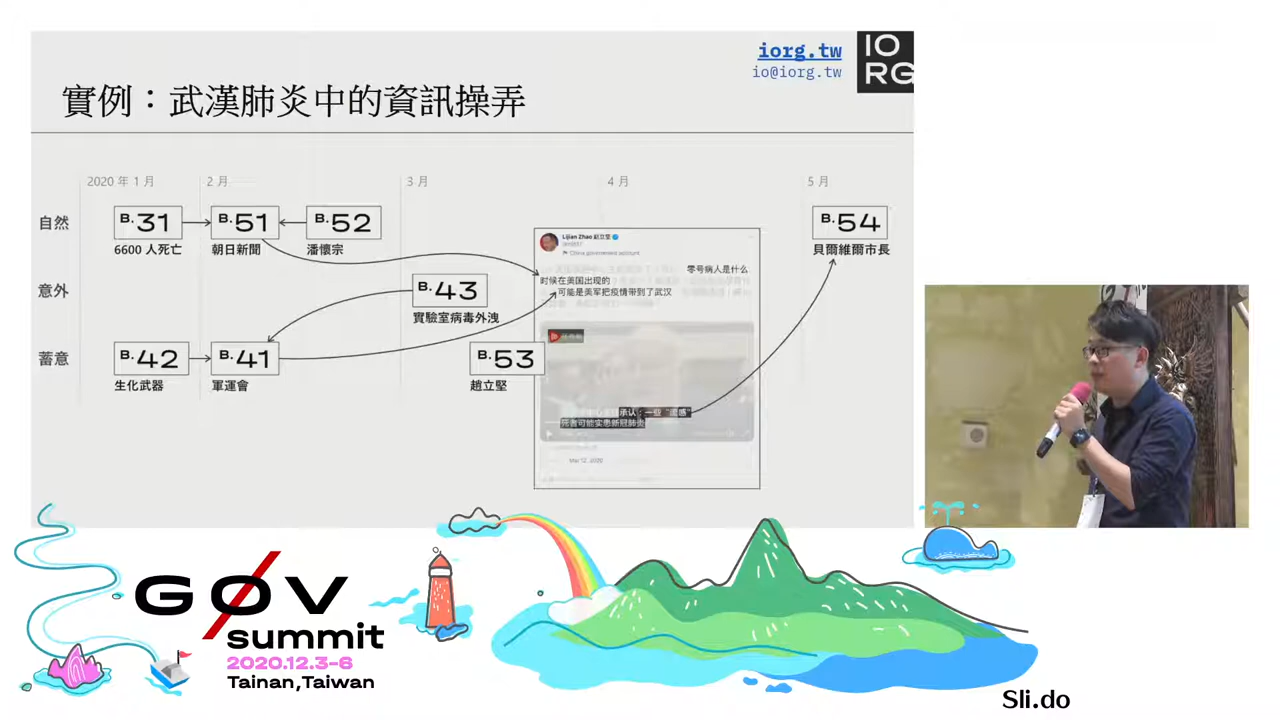 iorg.tw
io@iorg.tw
IO
RG
實例：武漢肺炎中的資訊操弄
2020 年 1 月
2 月
3 月
4 月
5 月
自然
B.31
6600 人死亡
B.51
朝日新聞
B.52
潘懷宗
B.54
貝爾維爾市長
意外
B.43
實驗室病毒外洩
蓄意
B.42
生化武器
B.41
軍運會
B.53
趙立堅
Lijian Zhao 赵立坚
China government account
零号病人是什么
时候在美国出现的
可能是美军把疫情带到了武汉
承认：一些“流感”
死者可能实患新冠肺炎
Mar 12, 2020
GØV
summit
2020.12.3-6
Tainan,Taiwan
Sli.do